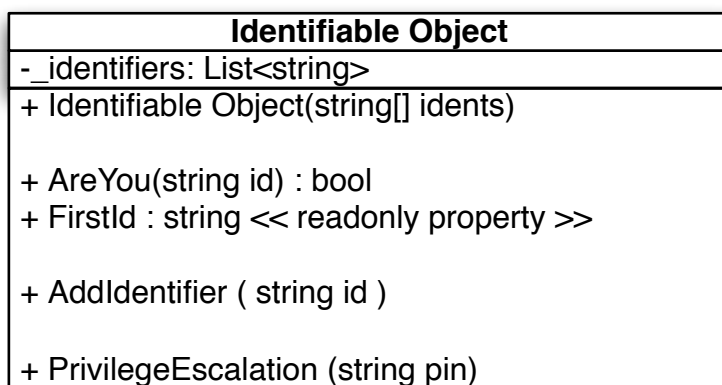 Identifiable Object
-_identifiers: List<string>
+ Identifiable Object(string[] idents)
+ AreYou(string id) : bool
+ FirstId : string << readonly property >>
+ AddIdentifier ( string id )
+ PrivilegeEscalation (string pin)